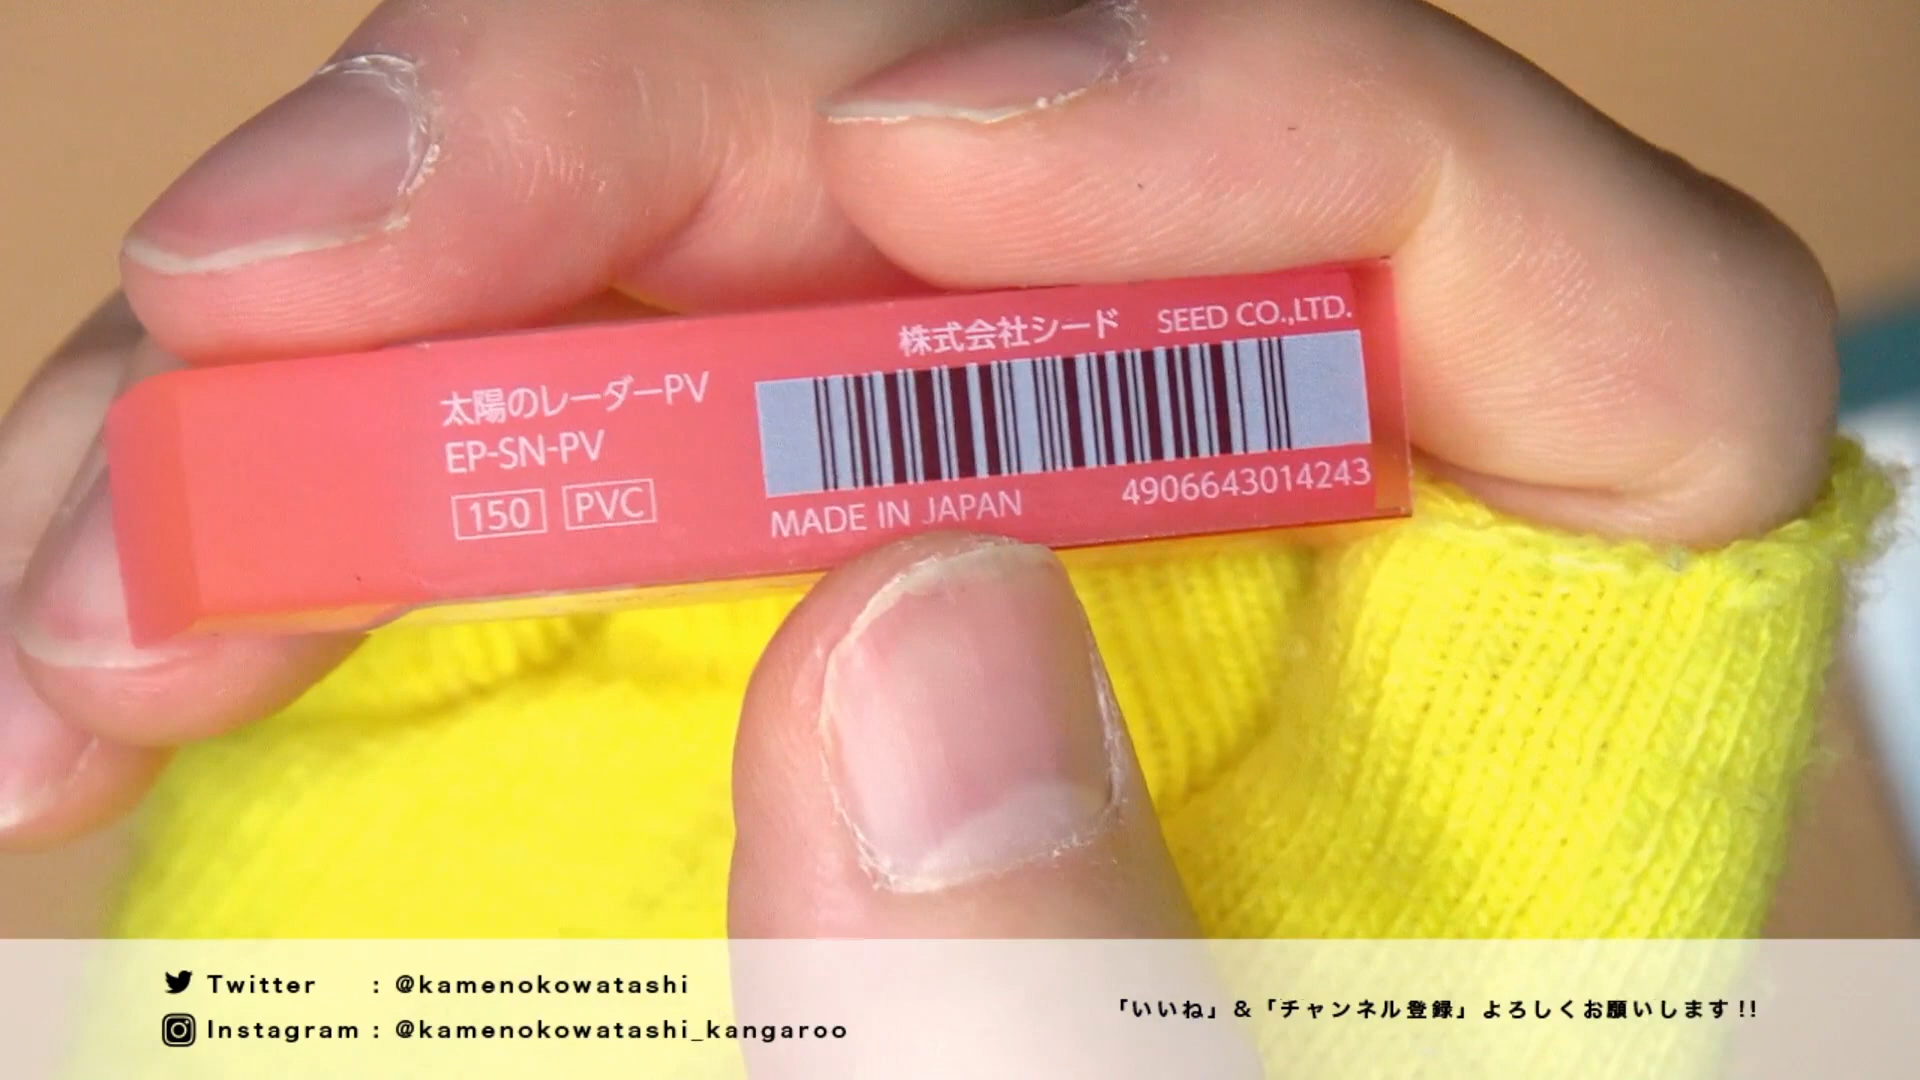 株式会社シード SEED CO.,LTD.
太陽のレーダーPV
EP-SN-PV
150 PVC
MADE IN JAPAN 4906643014243
Twitter : @kamenokowatashi
Instagram : @kamenokowatashi_kangaroo
「いいね」&「チャンネル登録」よろしくお願いします!!